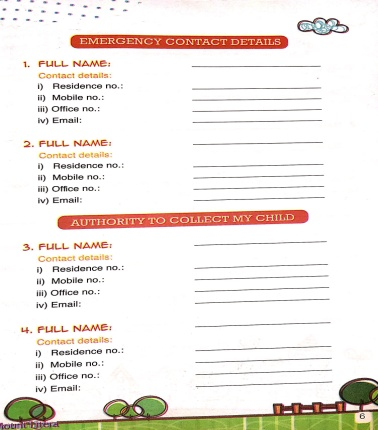 EMERGENCY CONTACT DETAILS
1. FULL NAME:
Contact details:
i) Residence no.:
ii) Mobile no.:
iii) Office no.:
iv) Email:
2. FULL NAME:
Contact details:
i) Residence no.:
ii) Mobile no.:
iii) Office no.:
iv) Email:
AUTHORITY TO COLLECT MY CHILD
3. FULL NAME:
Contact details:
i) Residence no.:
ii) Mobile no.:
iii) Office no.:
iv) Email:
4. FULL NAME:
Contact details:
i) Residence no.:
ii) Mobile no.:
iii) Office no.:
iv) Email:
6
Mount Litera